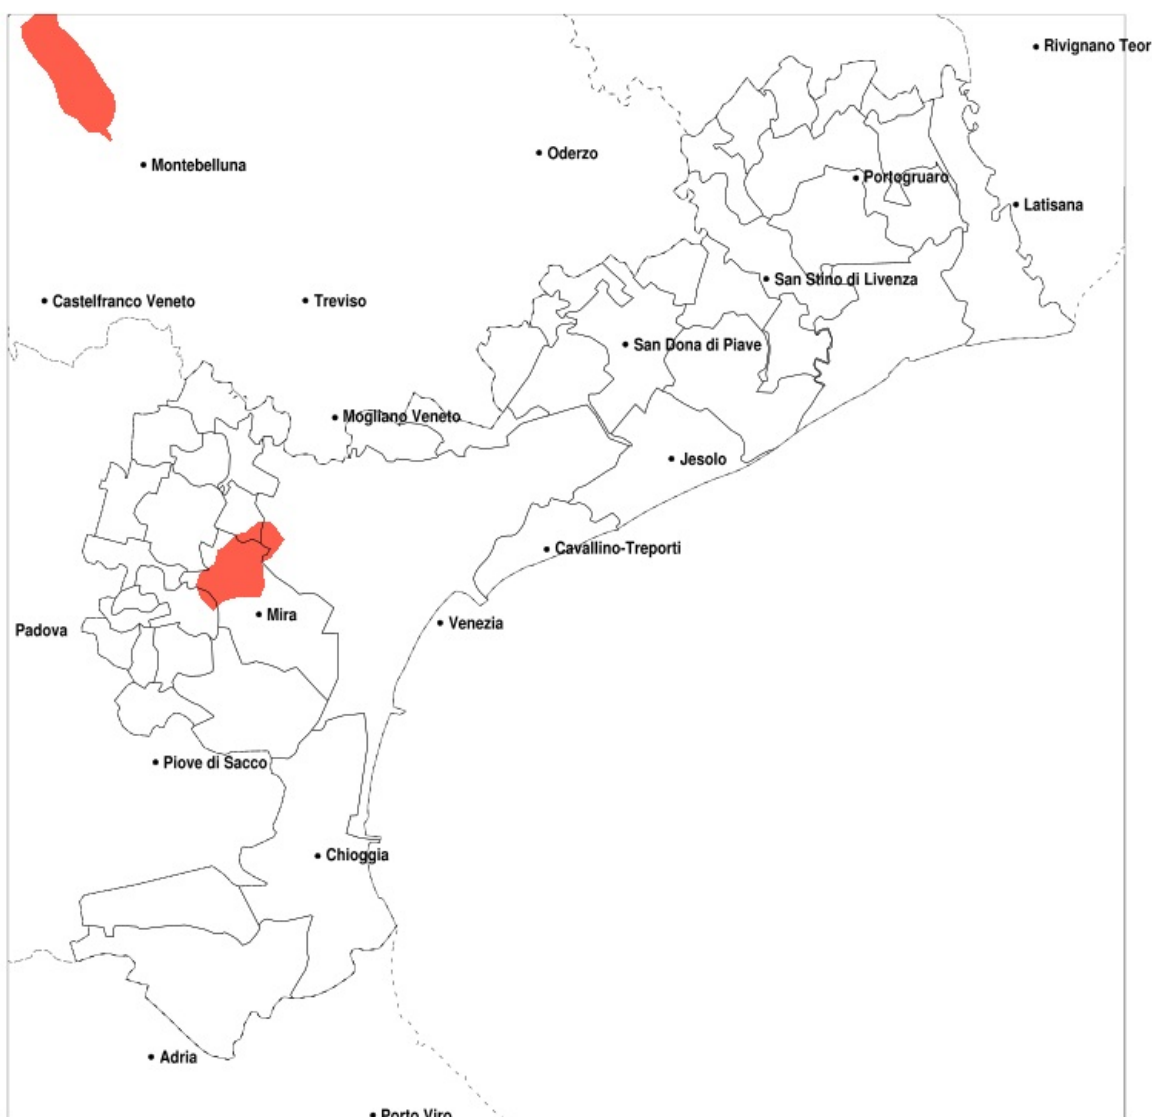 Rivignano Teor
Oderzo
Montebelluna
Portogruaro
Latisana
San Stino di Livenza
Castelfranco Veneto
Treviso
San Dona di Piave
Mogliano Veneto
Jesolo
Cavallino-Treporti
Mira
Venezia
Padova
Piove di Sacco
Chioggia
Adria
Porto Viro